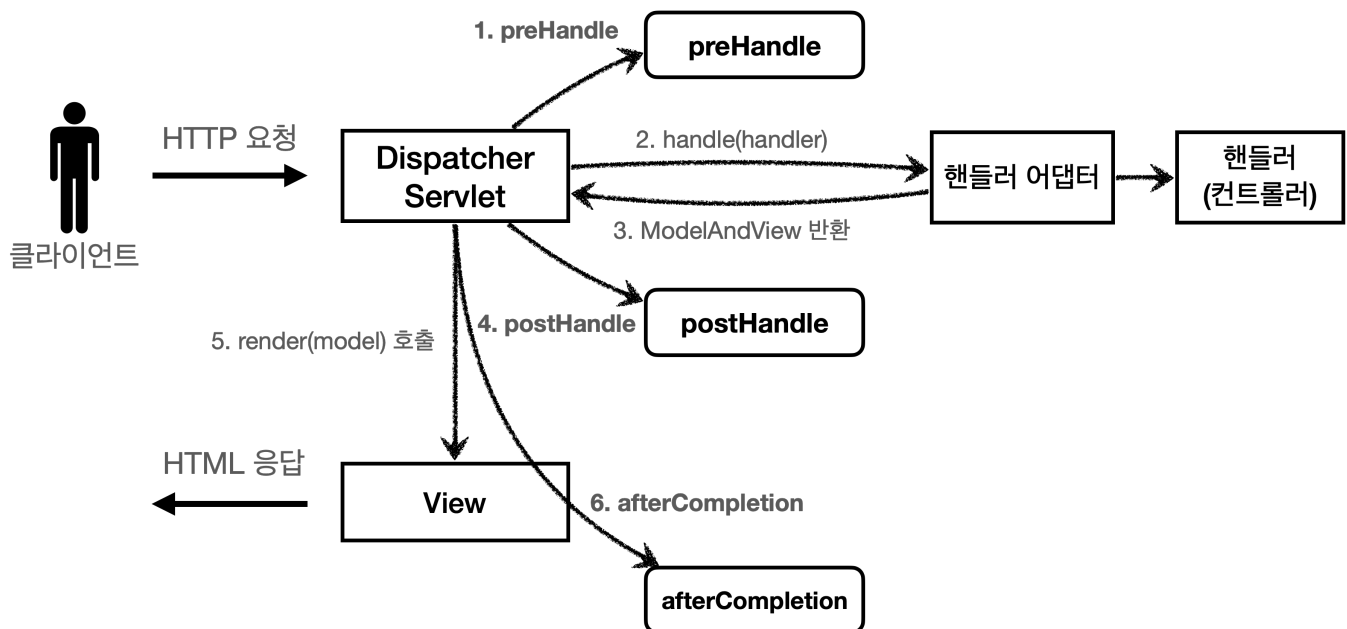 1. preHandle
preHandle
HTTP 요청
Dispatcher
Servlet
2. handle(handler)
핸들러 어댑터
핸들러
(컨트롤러)
클라이언트
3. ModelAndView 반환
4. postHandle
postHandle
5. render(model) 호출
HTML 응답
View
6. afterCompletion
afterCompletion